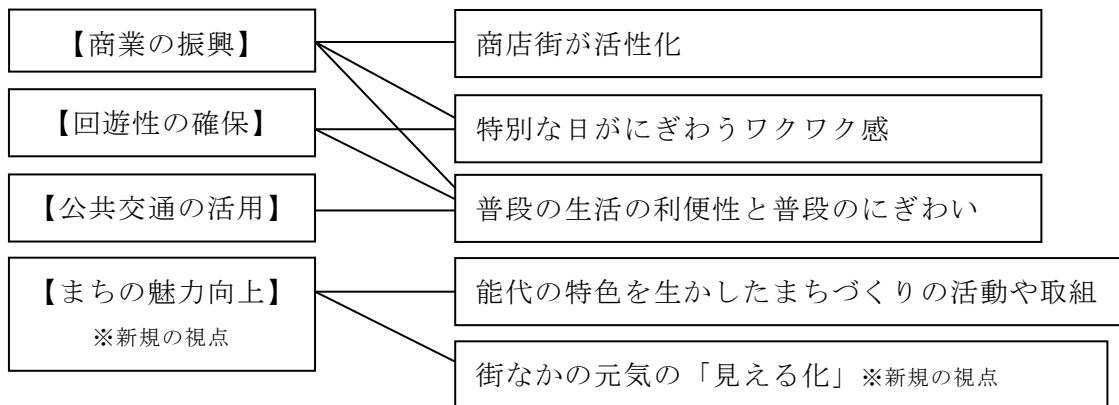 【商業の振興】
商店街が活性化
【回遊性の確保】
特別な日がにぎわうワクワク感
【公共交通の活用】
普段の生活の利便性と普段のにぎわい
【まちの魅力向上】
※新規の視点
能代の特色を生かしたまちづくりの活動や取組
街なかの元気の「見える化」※新規の視点